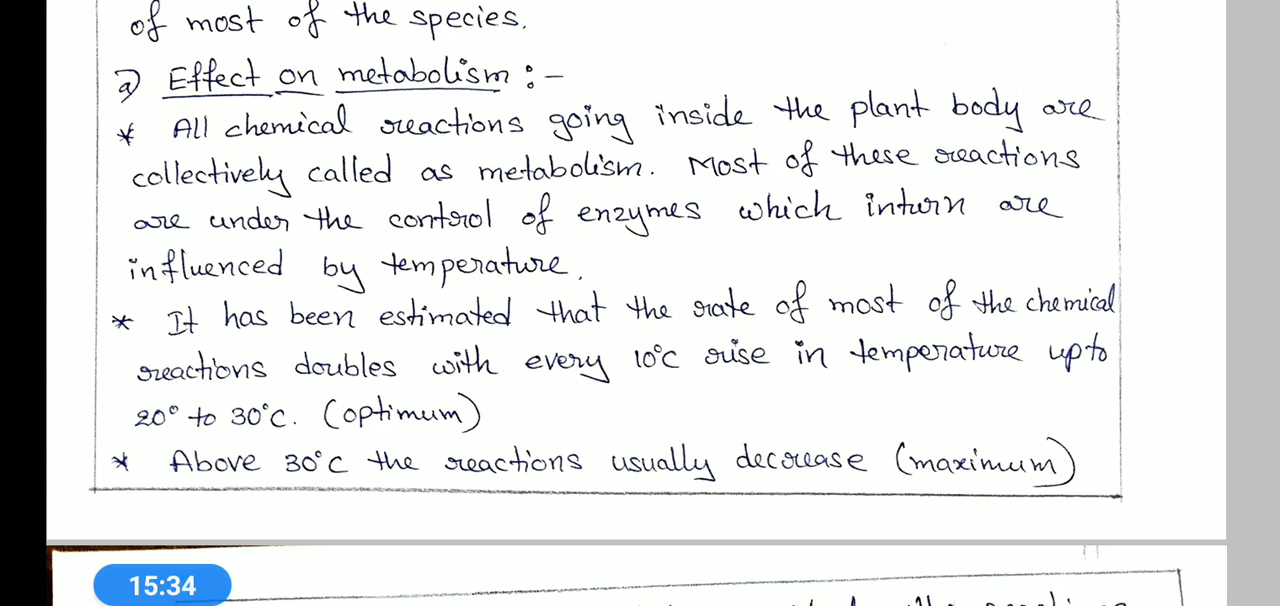 of most of the species.
a) Effect on metabolism :-
* All chemical reactions going inside the plant body are
collectively called as metabolism. Most of these reactions
are under the control of enzymes which inturn are
influenced by temperature.
* It has been estimated that the rate of most of the chemical
reactions doubles with every 10°c rise in temperature upto
20° to 30°c. (optimum)
* Above 30°c the reactions usually decrease (maximum)
15:34